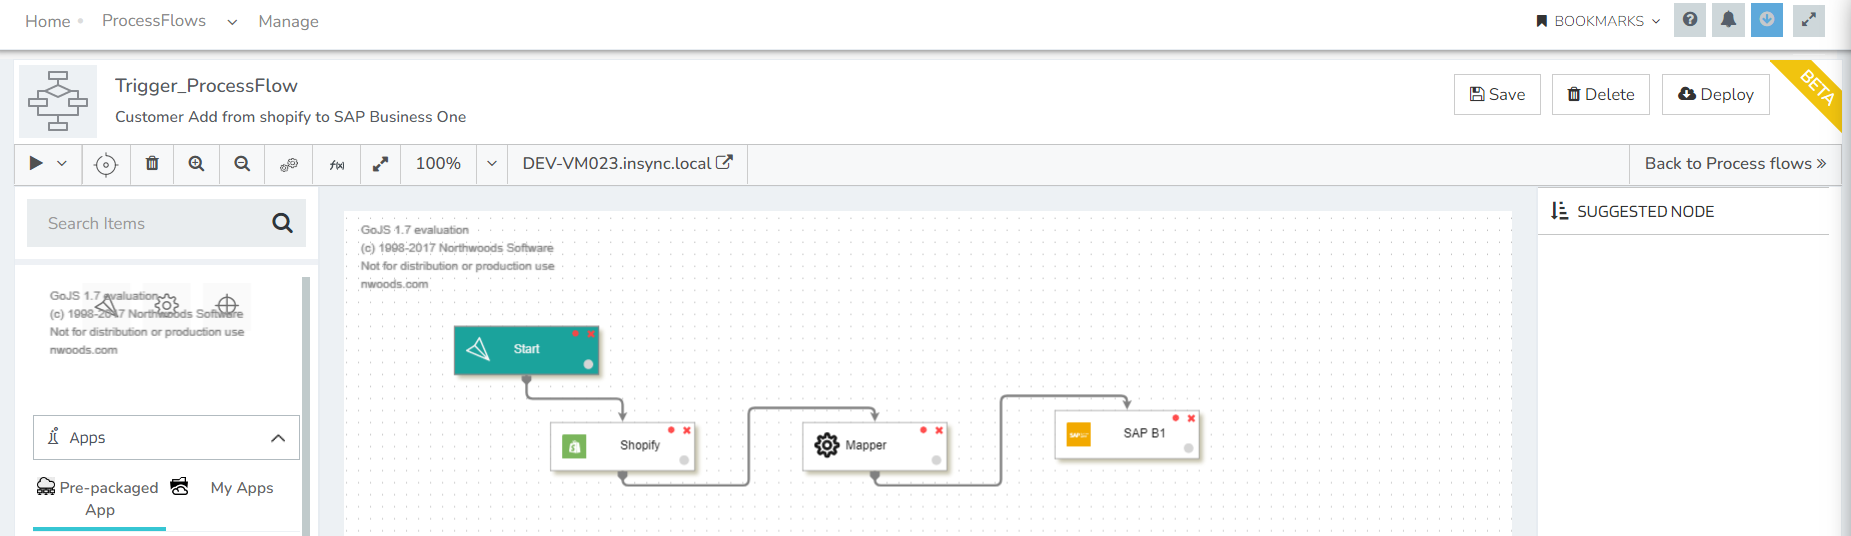 Home ProcessFlows Manage
BOOKMARKS
Trigger_ProcessFlow
Customer Add from shopify to SAP Business One
Save
Delete
Deploy
BETA
100%
DEV-VM023.insync.local
Back to Process flows »
Search Items
GoJS 1.7 evaluation
(c) 1998-2017 Northwoods Software
Not for distribution or production use
nwoods.com
Apps
Pre-packaged
App
My Apps
GoJS 1.7 evaluation
(c) 1998-2017 Northwoods Software
Not for distribution or production use
nwoods.com
Start
Shopify
Mapper
SAP B1
SUGGESTED NODE